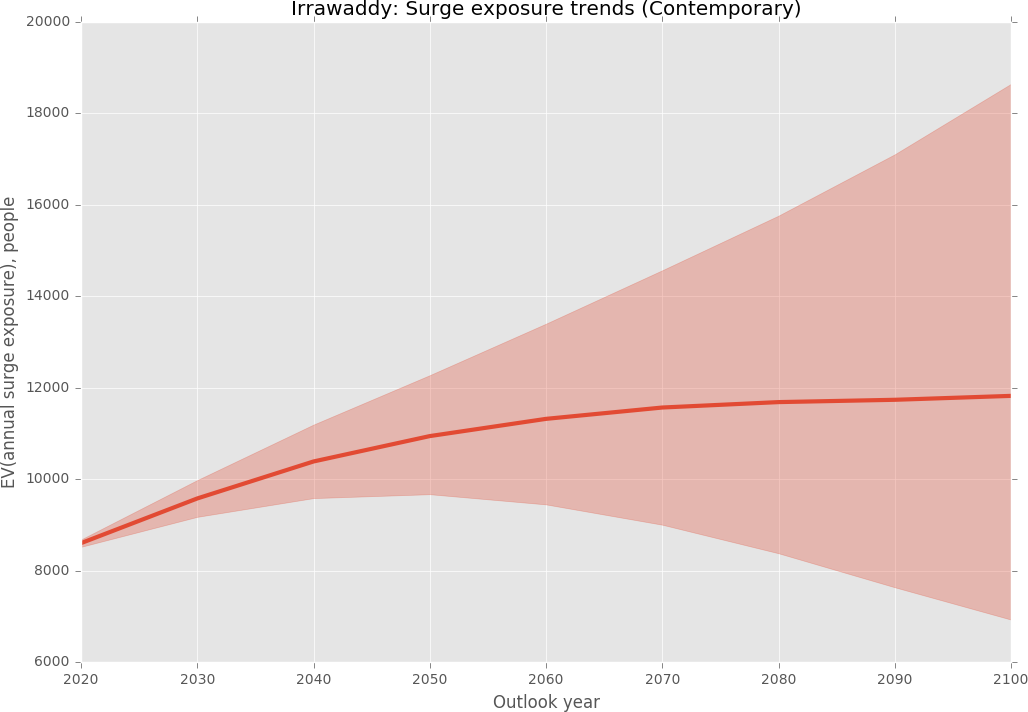 Irrawaddy: Surge exposure trends (Contemporary)
20000
18000
16000
14000
12000
10000
8000
6000
EV(annual surge exposure), people
2020 2030 2040 2050 2060 2070 2080 2090 2100
Outlook year